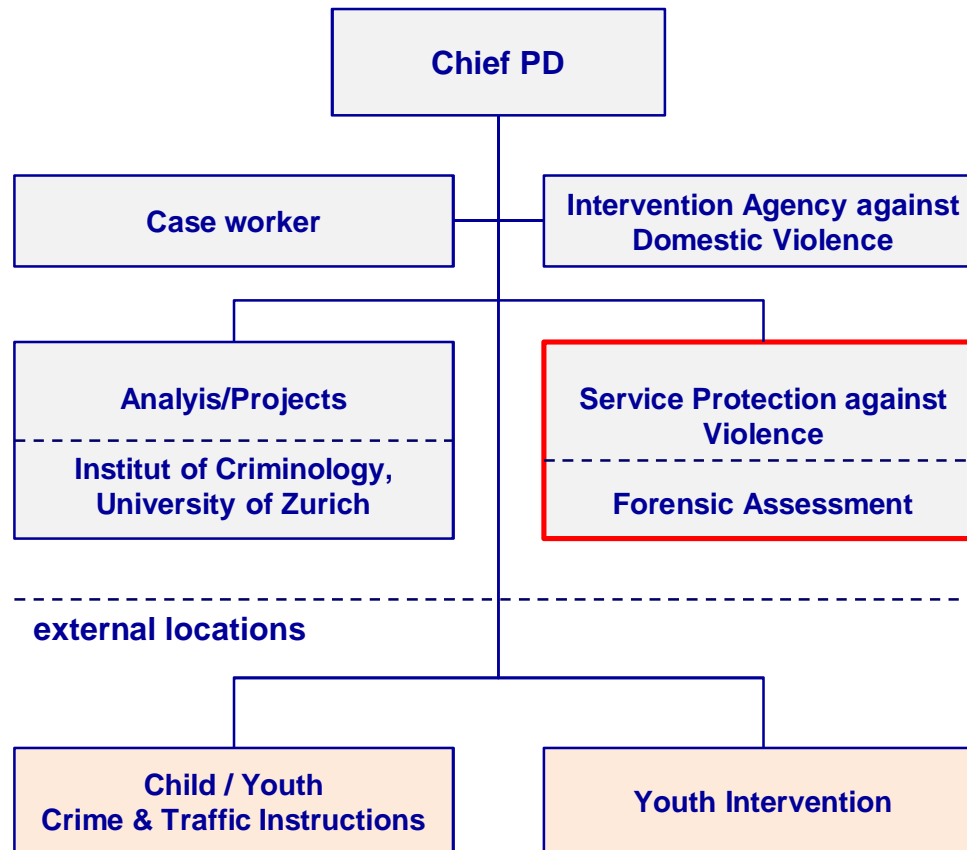 Chief PD
Case worker
Intervention Agency against
Domestic Violence
Analyis/Projects
Institut of Criminology,
University of Zurich
Service Protection against
Violence
Forensic Assessment
external locations
Child / Youth
Crime & Traffic Instructions
Youth Intervention